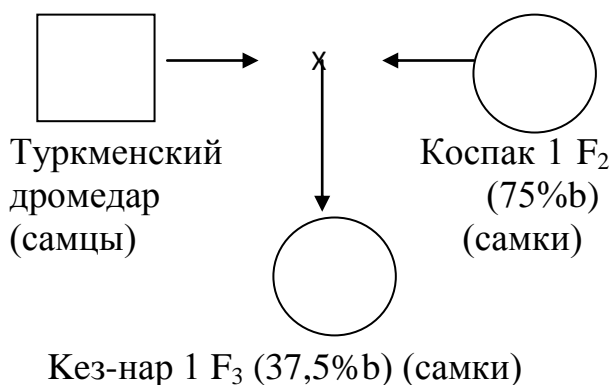 х
Туркменский
дромедар
(самцы)
Коспак 1 F₂
(75%b)
(самки)
Кез-нар 1 F₃ (37,5%b) (самки)